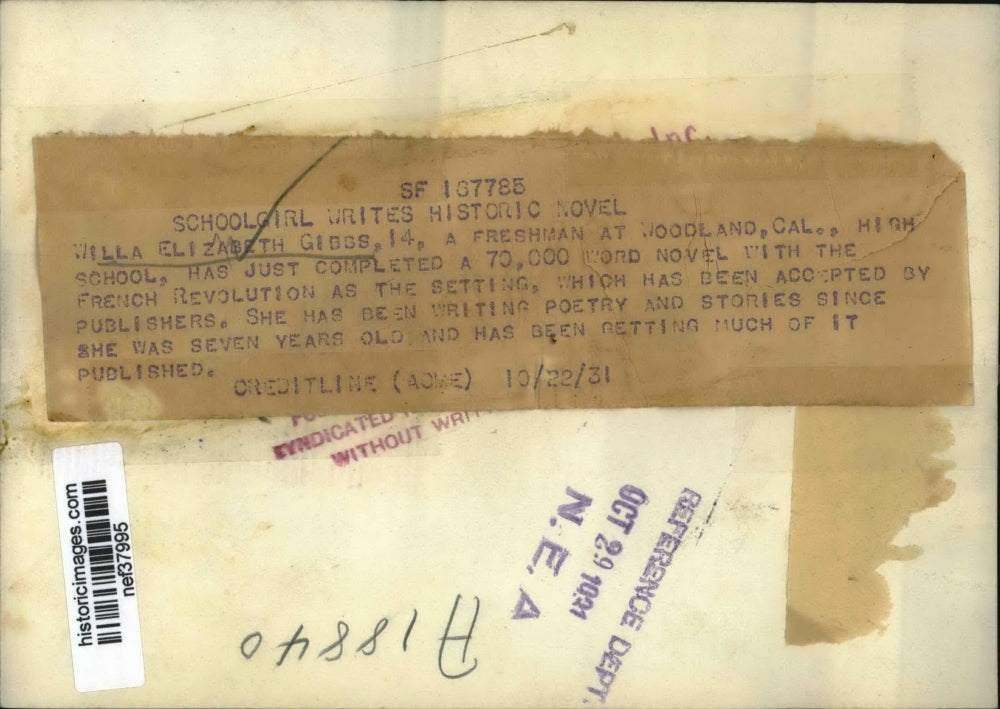 Inc.
SF 167785
SCHOOLGIRL WRITES HISTORIC NOVEL
WILLA ELIZABETH GIBBS, 14, A FRESHMAN AT WOODLAND, CAL., HIGH
SCHOOL, HAS JUST COMPLETED A 70,000 WORD NOVEL WITH THE
FRENCH REVOLUTION AS THE SETTING, WHICH HAS BEEN ACCEPTED BY
PUBLISHERS. SHE HAS BEEN WRITING POETRY AND STORIES SINCE
SHE WAS SEVEN YEARS OLD AND HAS BEEN GETTING MUCH OF IT
PUBLISHED.
CREDITLINE (ACME) 10/22/31
SYNDICATED
WITHOUT
REFERENCE DEPT.
OCT 29 1931
N. E. A
historicimages.com
nef37995
A18840